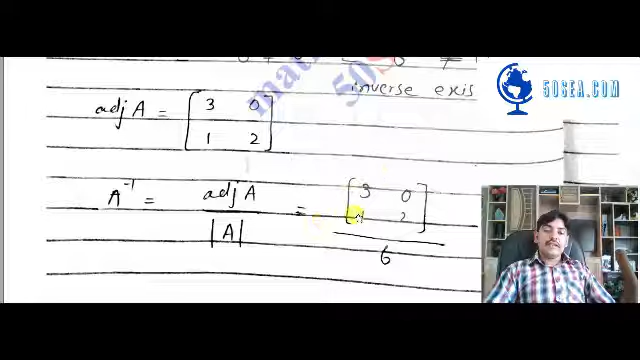 inverse exis
adj A = [ 3 0
1 2 ]
A⁻¹ = adj A / |A| = [ 3 0
1 2 ] / 6
50SEA.COM